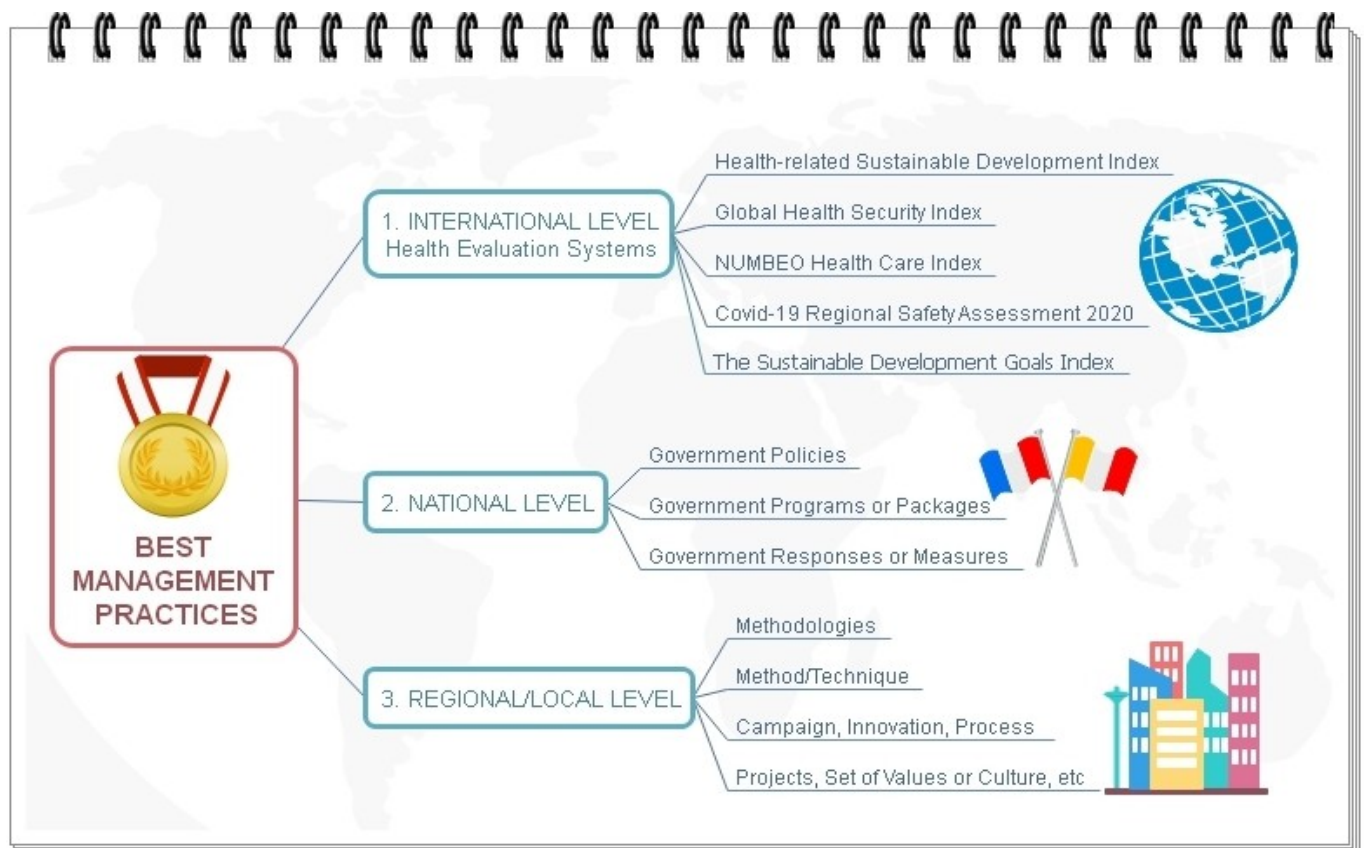 BEST
MANAGEMENT
PRACTICES
1. INTERNATIONAL LEVEL
Health Evaluation Systems
Health-related Sustainable Development Index
Global Health Security Index
NUMBEO Health Care Index
Covid-19 Regional Safety Assessment 2020
The Sustainable Development Goals Index
2. NATIONAL LEVEL
Government Policies
Government Programs or Packages
Government Responses or Measures
3. REGIONAL/LOCAL LEVEL
Methodologies
Method/Technique
Campaign, Innovation, Process
Projects, Set of Values or Culture, etc